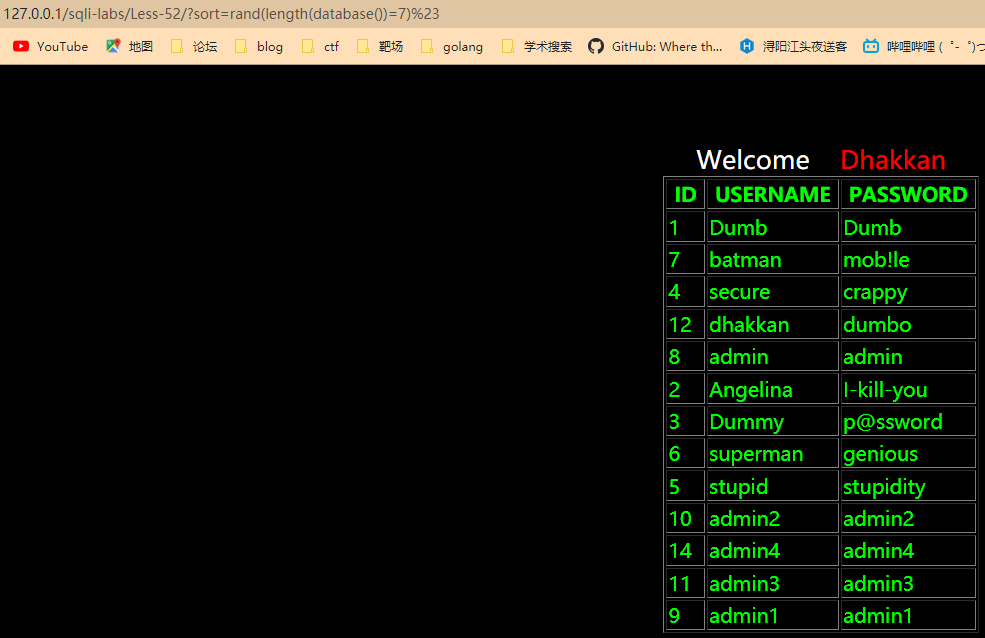 127.0.0.1/sqli-labs/Less-52/?sort=rand(length(database())=7)%23
YouTube 地图 论坛 blog ctf 靶场 golang 学术搜索 GitHub: Where th... 浔阳江头夜送客 哔哩哔哩 ( ゜- ゜)つ
Welcome Dhakkan
ID USERNAME PASSWORD
1 Dumb Dumb
7 batman mob!le
4 secure crappy
12 dhakkan dumbo
8 admin admin
2 Angelina I-kill-you
3 Dummy p@ssword
6 superman genious
5 stupid stupidity
10 admin2 admin2
14 admin4 admin4
11 admin3 admin3
9 admin1 admin1